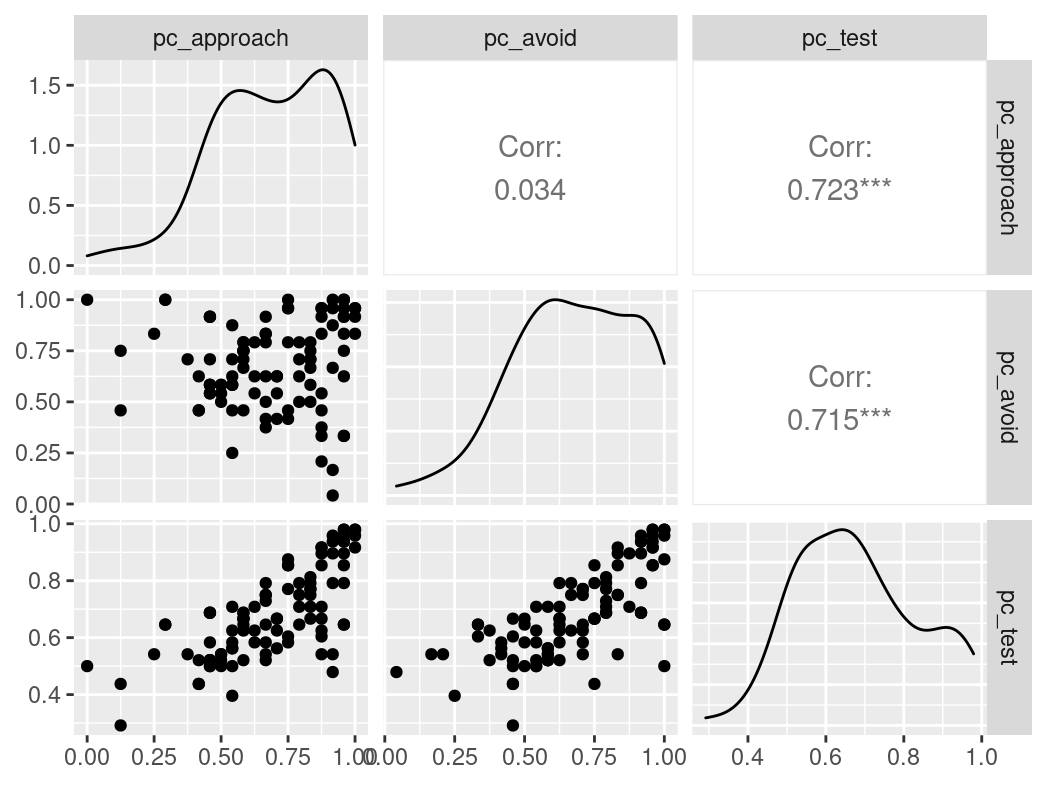 pc_approach
pc_avoid
pc_test
1.5
1.0
0.5
0.0
Corr:
0.034
Corr:
0.723***
pc_approach
1.00
0.75
0.50
0.25
0.00
Corr:
0.715***
pc_avoid
1.0
0.8
0.6
0.4
pc_test
0.00 0.25 0.50 0.75 1.00
0.00 0.25 0.50 0.75 1.00
0.4 0.6 0.8 1.0